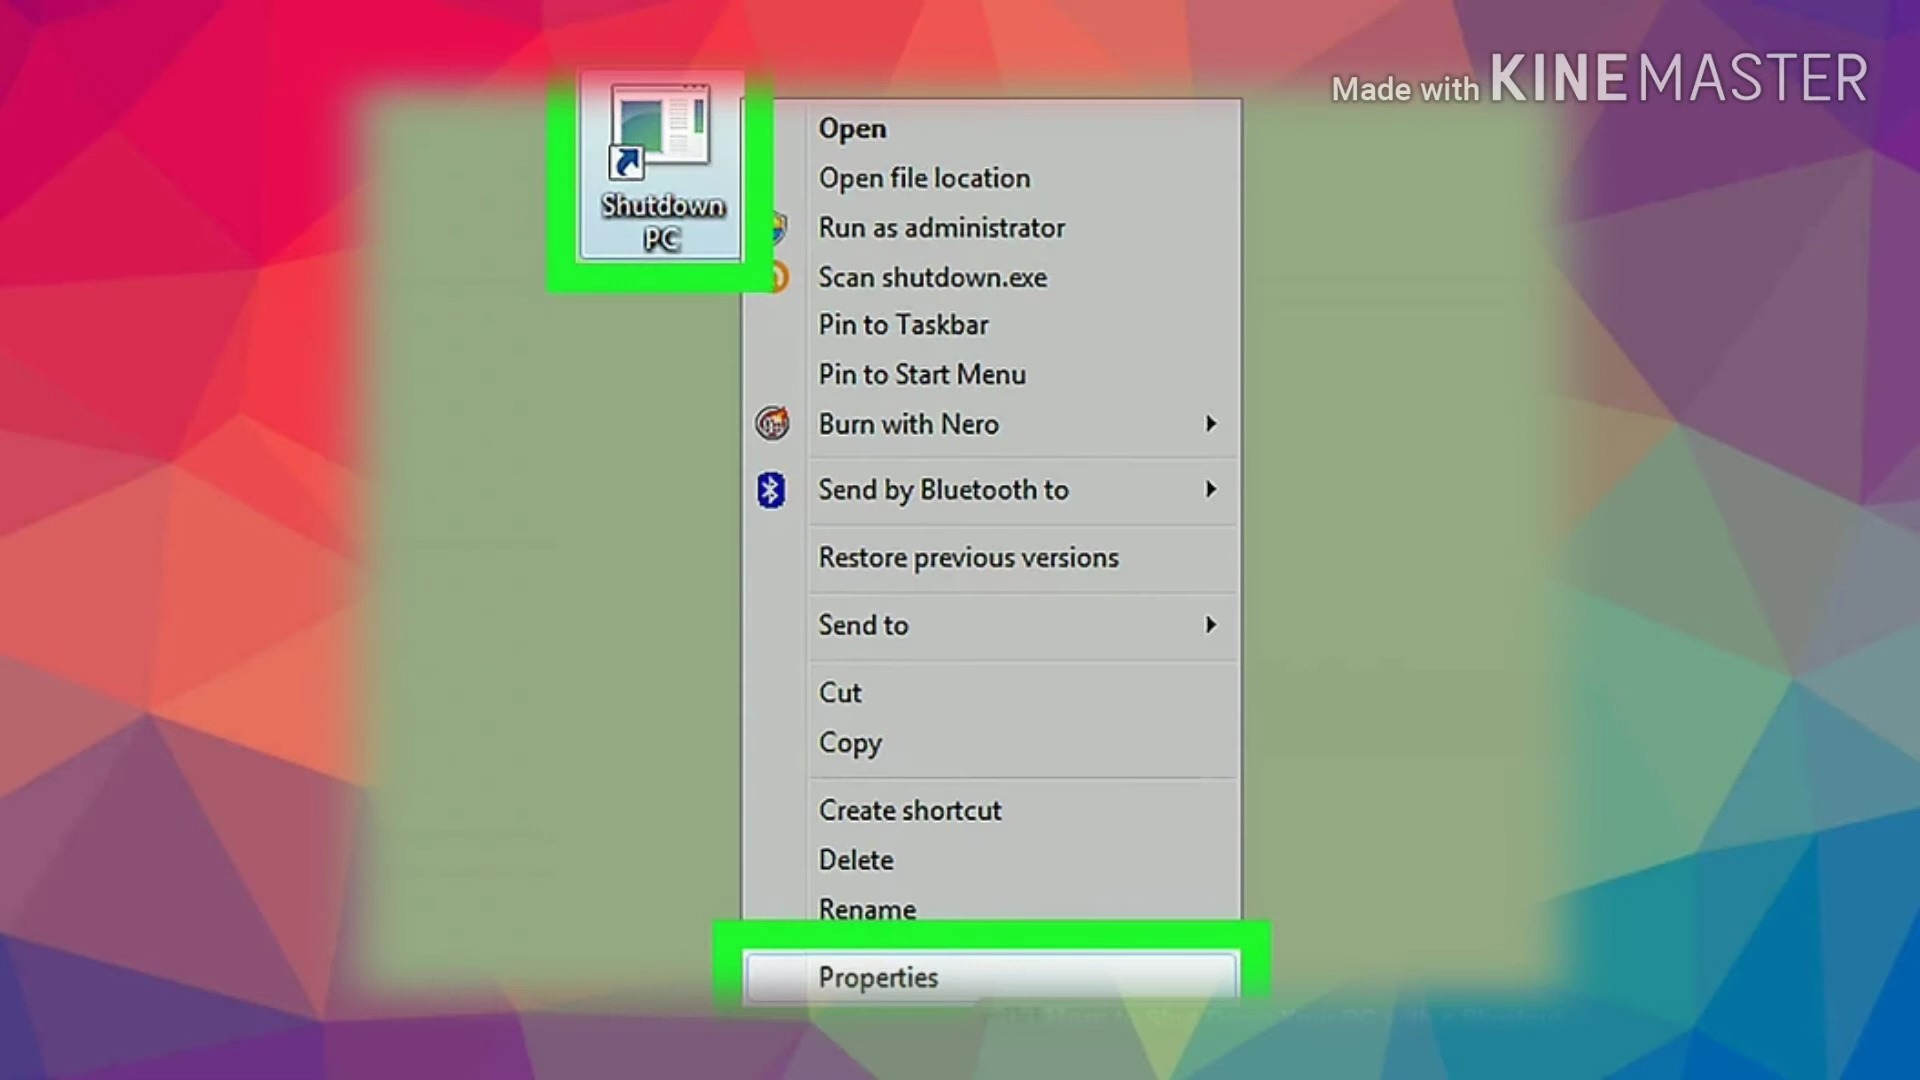 Made with KINEMASTER
Shutdown
PC
Open
Open file location
Run as administrator
Scan shutdown.exe
Pin to Taskbar
Pin to Start Menu
Burn with Nero
Send by Bluetooth to
Restore previous versions
Send to
Cut
Copy
Create shortcut
Delete
Rename
Properties